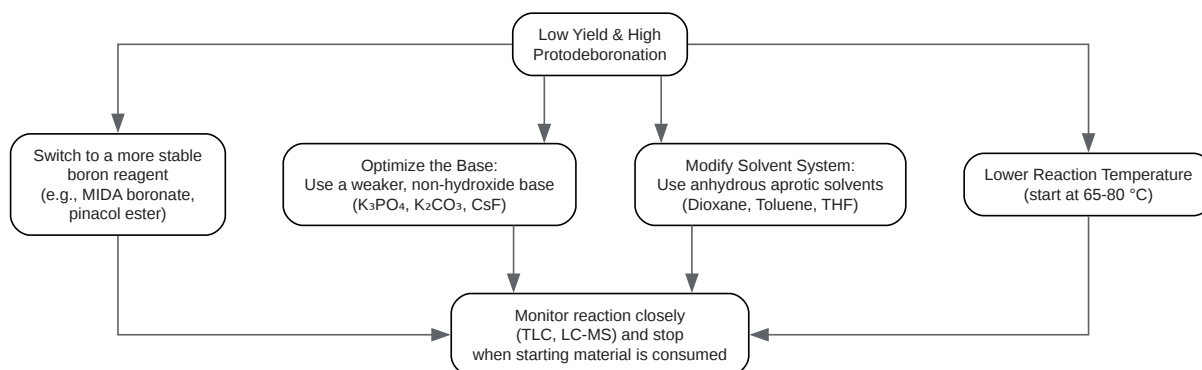 Low Yield & High
Protodeboronation
Switch to a more stable
boron reagent
(e.g., MIDA boronate,
pinacol ester)
Optimize the Base:
Use a weaker, non-hydroxide base
(K₃PO₄, K₂CO₃, CsF)
Modify Solvent System:
Use anhydrous aprotic solvents
(Dioxane, Toluene, THF)
Lower Reaction Temperature
(start at 65-80 °C)
Monitor reaction closely
(TLC, LC-MS) and stop
when starting material is consumed